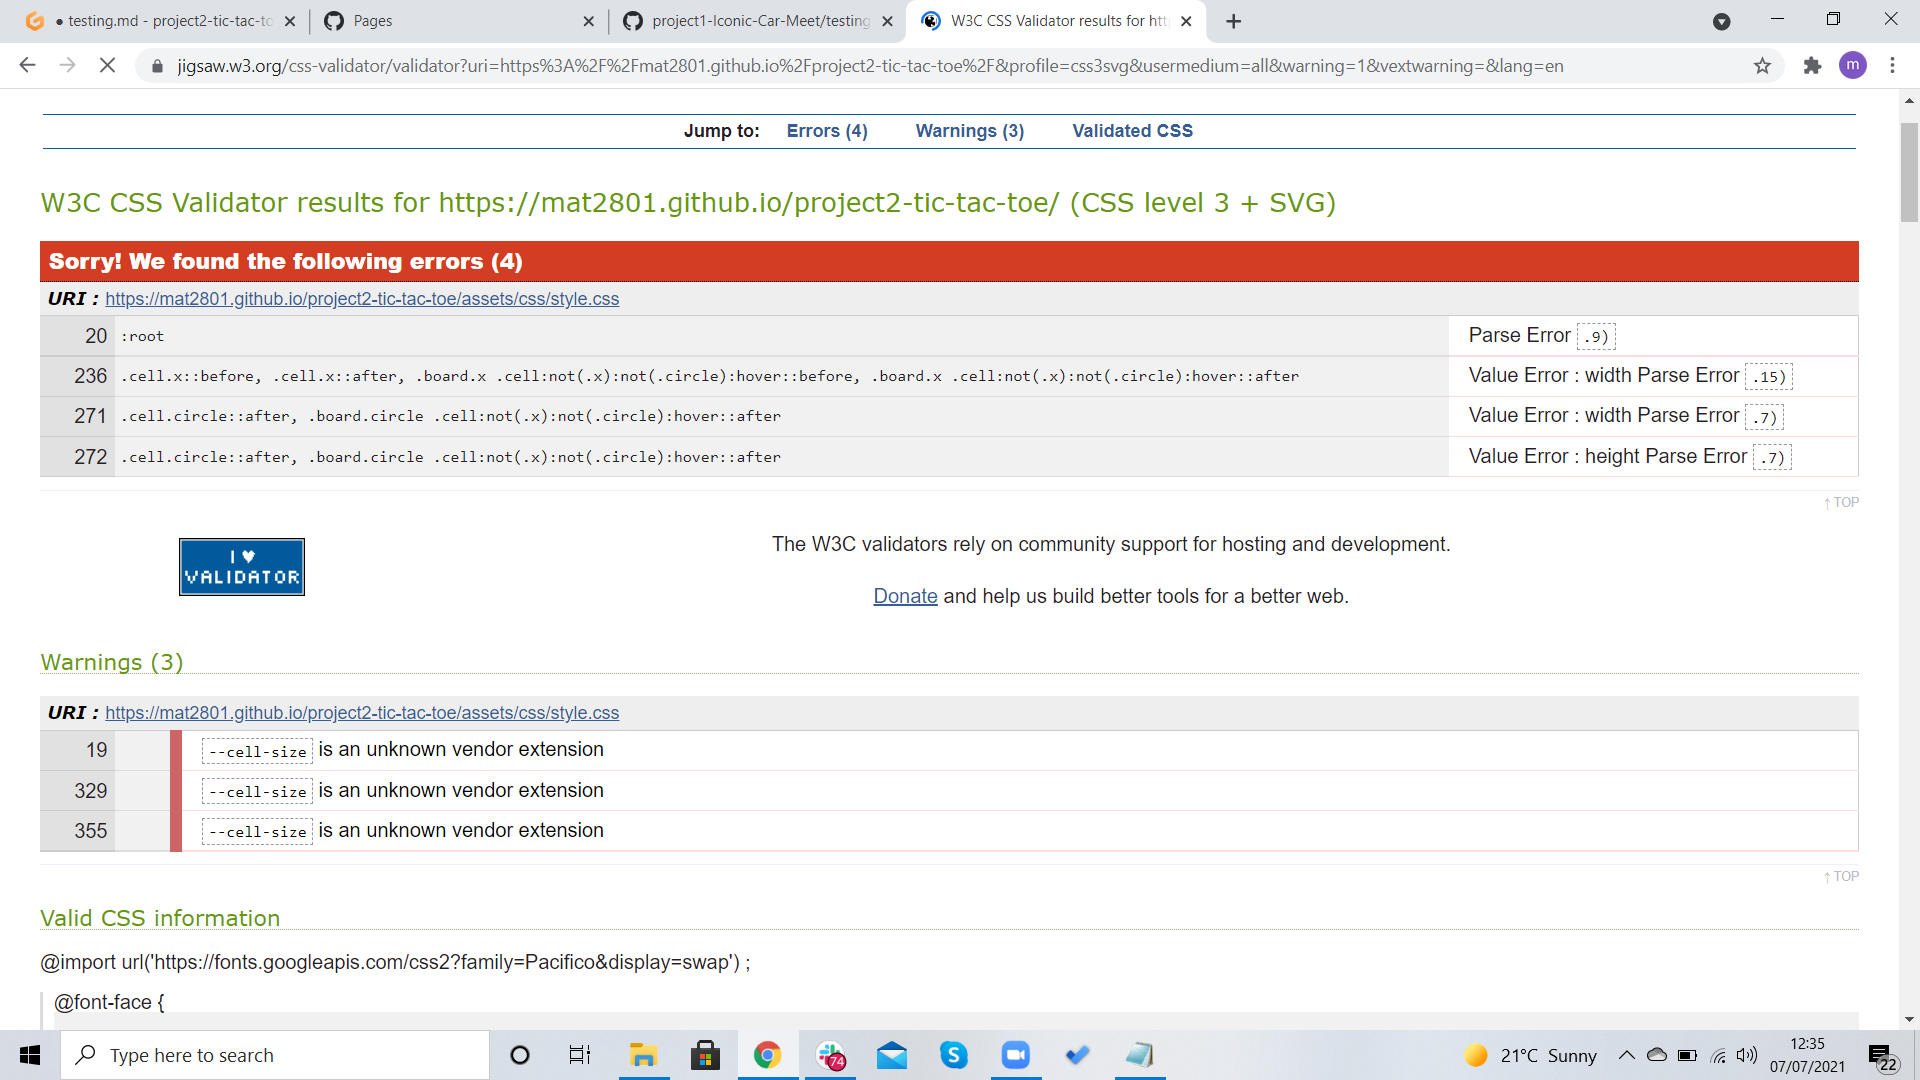 testing.md - project2-tic-tac-to
Pages
project1-Iconic-Car-Meet/testing
W3C CSS Validator results for htt
jigsaw.w3.org/css-validator/validator?uri=https%3A%2F%2Fmat2801.github.io%2Fproject2-tic-tac-toe%2F&profile=css3svg&usermedium=all&warning=1&vextwarning=&lang=en
m
Jump to: Errors (4) Warnings (3) Validated CSS
W3C CSS Validator results for https://mat2801.github.io/project2-tic-tac-toe/ (CSS level 3 + SVG)
Sorry! We found the following errors (4)
URI : https://mat2801.github.io/project2-tic-tac-toe/assets/css/style.css
20 :root Parse Error .9)
236 .cell.x::before, .cell.x::after, .board.x .cell:not(.x):not(.circle):hover::before, .board.x .cell:not(.x):not(.circle):hover::after Value Error : width Parse Error .15)
271 .cell.circle::after, .board.circle .cell:not(.x):not(.circle):hover::after Value Error : width Parse Error .7)
272 .cell.circle::after, .board.circle .cell:not(.x):not(.circle):hover::after Value Error : height Parse Error .7)
↑ TOP
I ♥
VALIDATOR
The W3C validators rely on community support for hosting and development.
Donate and help us build better tools for a better web.
Warnings (3)
URI : https://mat2801.github.io/project2-tic-tac-toe/assets/css/style.css
19 --cell-size is an unknown vendor extension
329 --cell-size is an unknown vendor extension
355 --cell-size is an unknown vendor extension
↑ TOP
Valid CSS information
@import url('https://fonts.googleapis.com/css2?family=Pacifico&display=swap') ;
@font-face {
Type here to search
74
S
21°C Sunny
12:35
07/07/2021
22